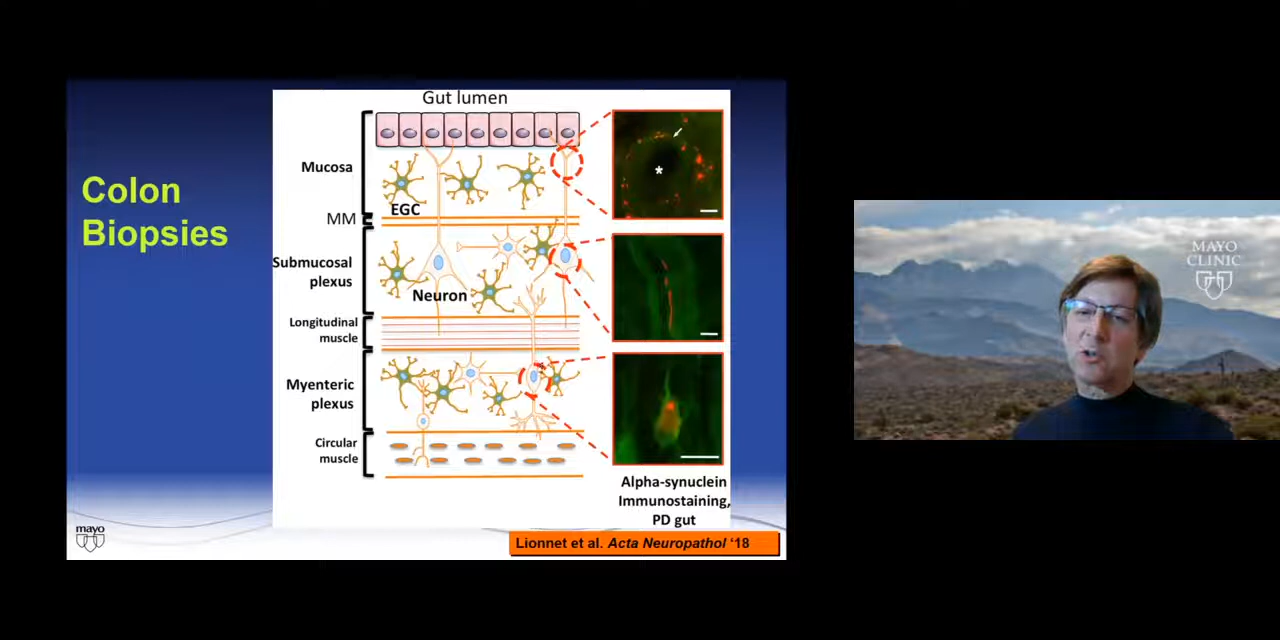 Colon
Biopsies
Gut lumen
Mucosa
*
EGC
MM
Submucosal
plexus
Neuron
Longitudinal
muscle
Myenteric
plexus
Circular
muscle
Alpha-synuclein
Immunostaining,
PD gut
Lionnet et al. Acta Neuropathol ‘18
mayo
MAYO
CLINIC